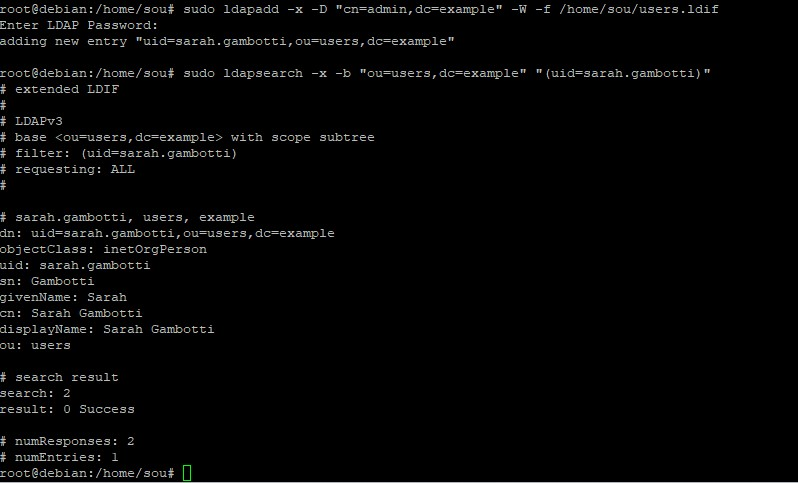 root@debian:/home/sou# sudo ldapadd -x -D "cn=admin,dc=example" -W -f /home/sou/users.ldif
Enter LDAP Password:
adding new entry "uid=sarah.gambotti,ou=users,dc=example"
root@debian:/home/sou# sudo ldapsearch -x -b "ou=users,dc=example" "(uid=sarah.gambotti)"
# extended LDIF
#
# LDAPv3
# base <ou=users,dc=example> with scope subtree
# filter: (uid=sarah.gambotti)
# requesting: ALL
#
# sarah.gambotti, users, example
dn: uid=sarah.gambotti,ou=users,dc=example
objectClass: inetOrgPerson
uid: sarah.gambotti
sn: Gambotti
givenName: Sarah
cn: Sarah Gambotti
displayName: Sarah Gambotti
ou: users
# search result
search: 2
result: 0 Success
# numResponses: 2
# numEntries: 1
root@debian:/home/sou#